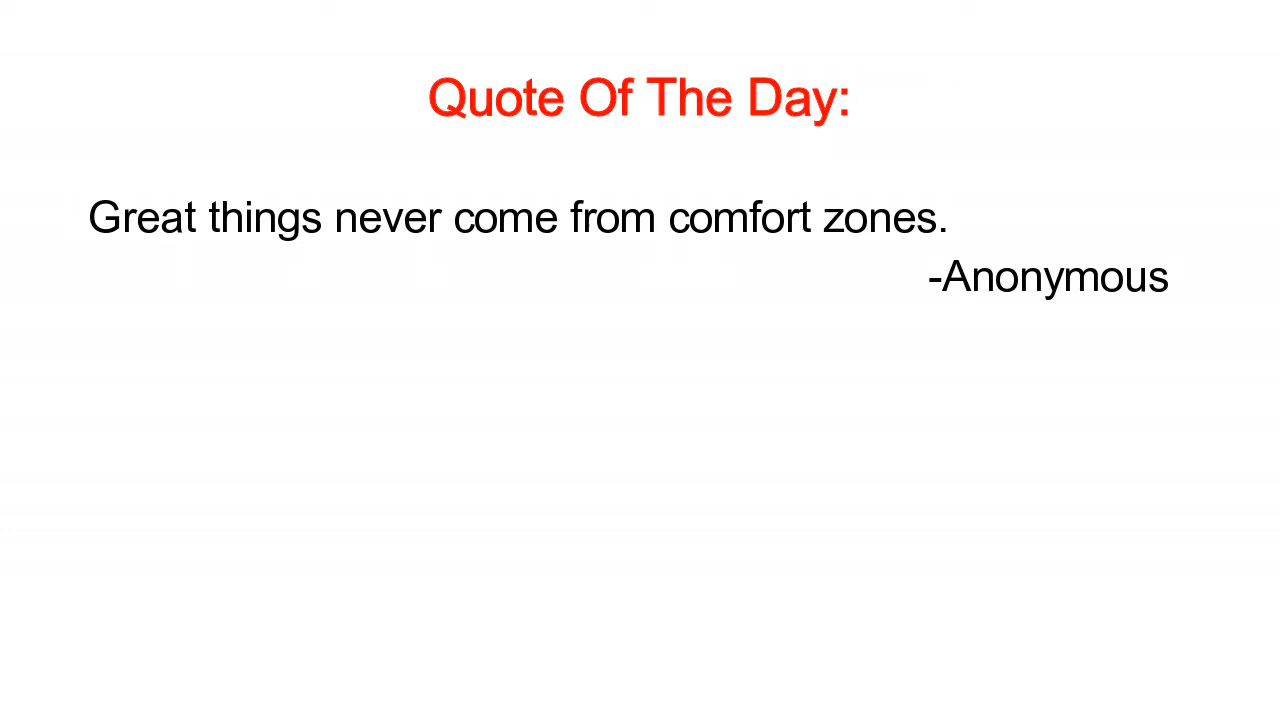 Quote Of The Day:
Great things never come from comfort zones.
-Anonymous